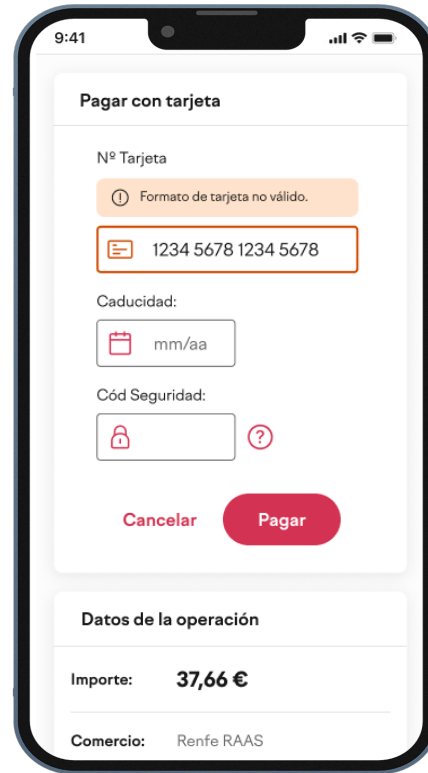 9:41
Pagar con tarjeta
Nº Tarjeta
Formato de tarjeta no válido.
1234 5678 1234 5678
Caducidad:
mm/aa
Cód Seguridad:
?
Cancelar
Pagar
Datos de la operación
Importe: 37,66 €
Comercio: Renfe RAAS